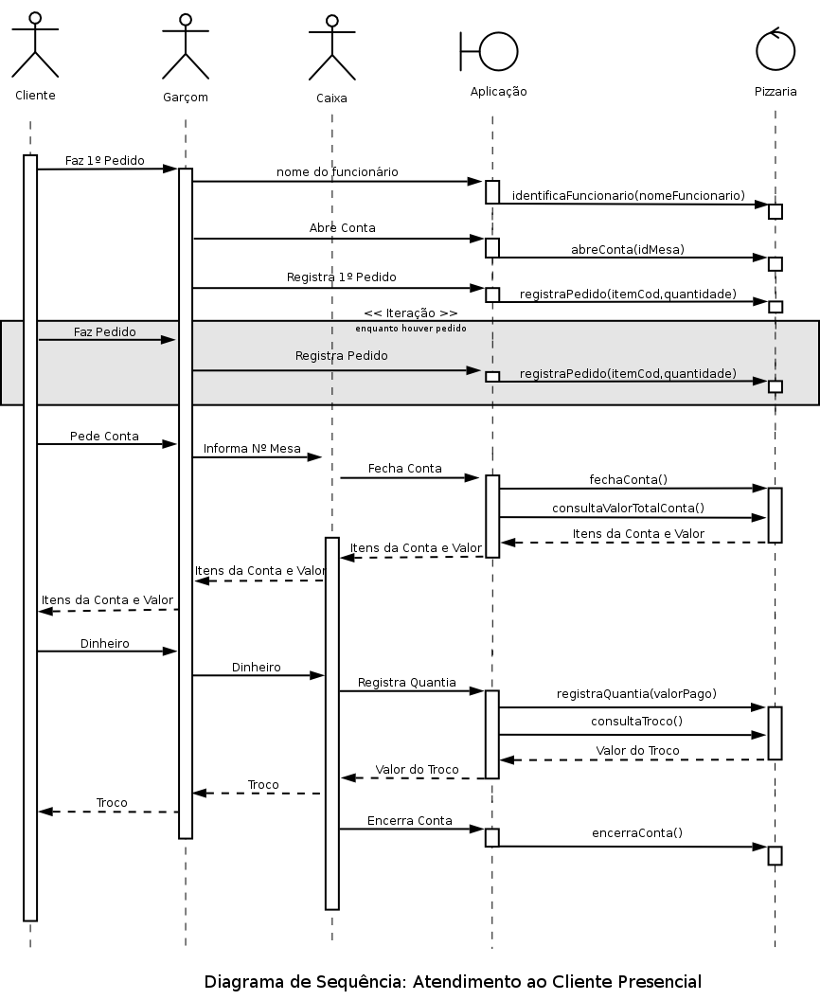 Cliente
Garçom
Caixa
Aplicação
Pizzaria
Faz 1º Pedido
nome do funcionário
identificaFuncionario(nomeFuncionario)
Abre Conta
abreConta(idMesa)
Registra 1º Pedido
registraPedido(itemCod,quantidade)
<< Iteração >>
enquanto houver pedido
Faz Pedido
Registra Pedido
registraPedido(itemCod,quantidade)
Pede Conta
Informa Nº Mesa
Fecha Conta
fechaConta()
consultaValorTotalConta()
Itens da Conta e Valor
Itens da Conta e Valor
Itens da Conta e Valor
Itens da Conta e Valor
Dinheiro
Dinheiro
Registra Quantia
registraQuantia(valorPago)
consultaTroco()
Valor do Troco
Valor do Troco
Troco
Troco
Encerra Conta
encerraConta()
Diagrama de Sequência: Atendimento ao Cliente Presencial